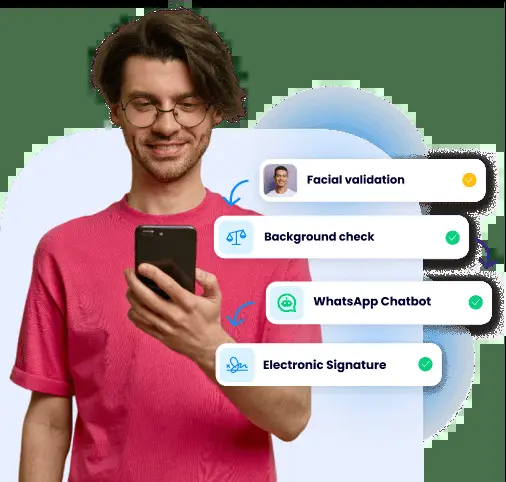 Facial validation
Background check
WhatsApp Chatbot
Electronic Signature